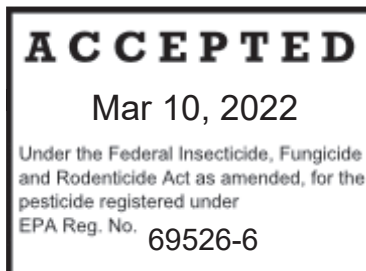 ACCEPTED
Mar 10, 2022
Under the Federal Insecticide, Fungicide
and Rodenticide Act as amended, for the
pesticide registered under
EPA Reg. No. 69526-6